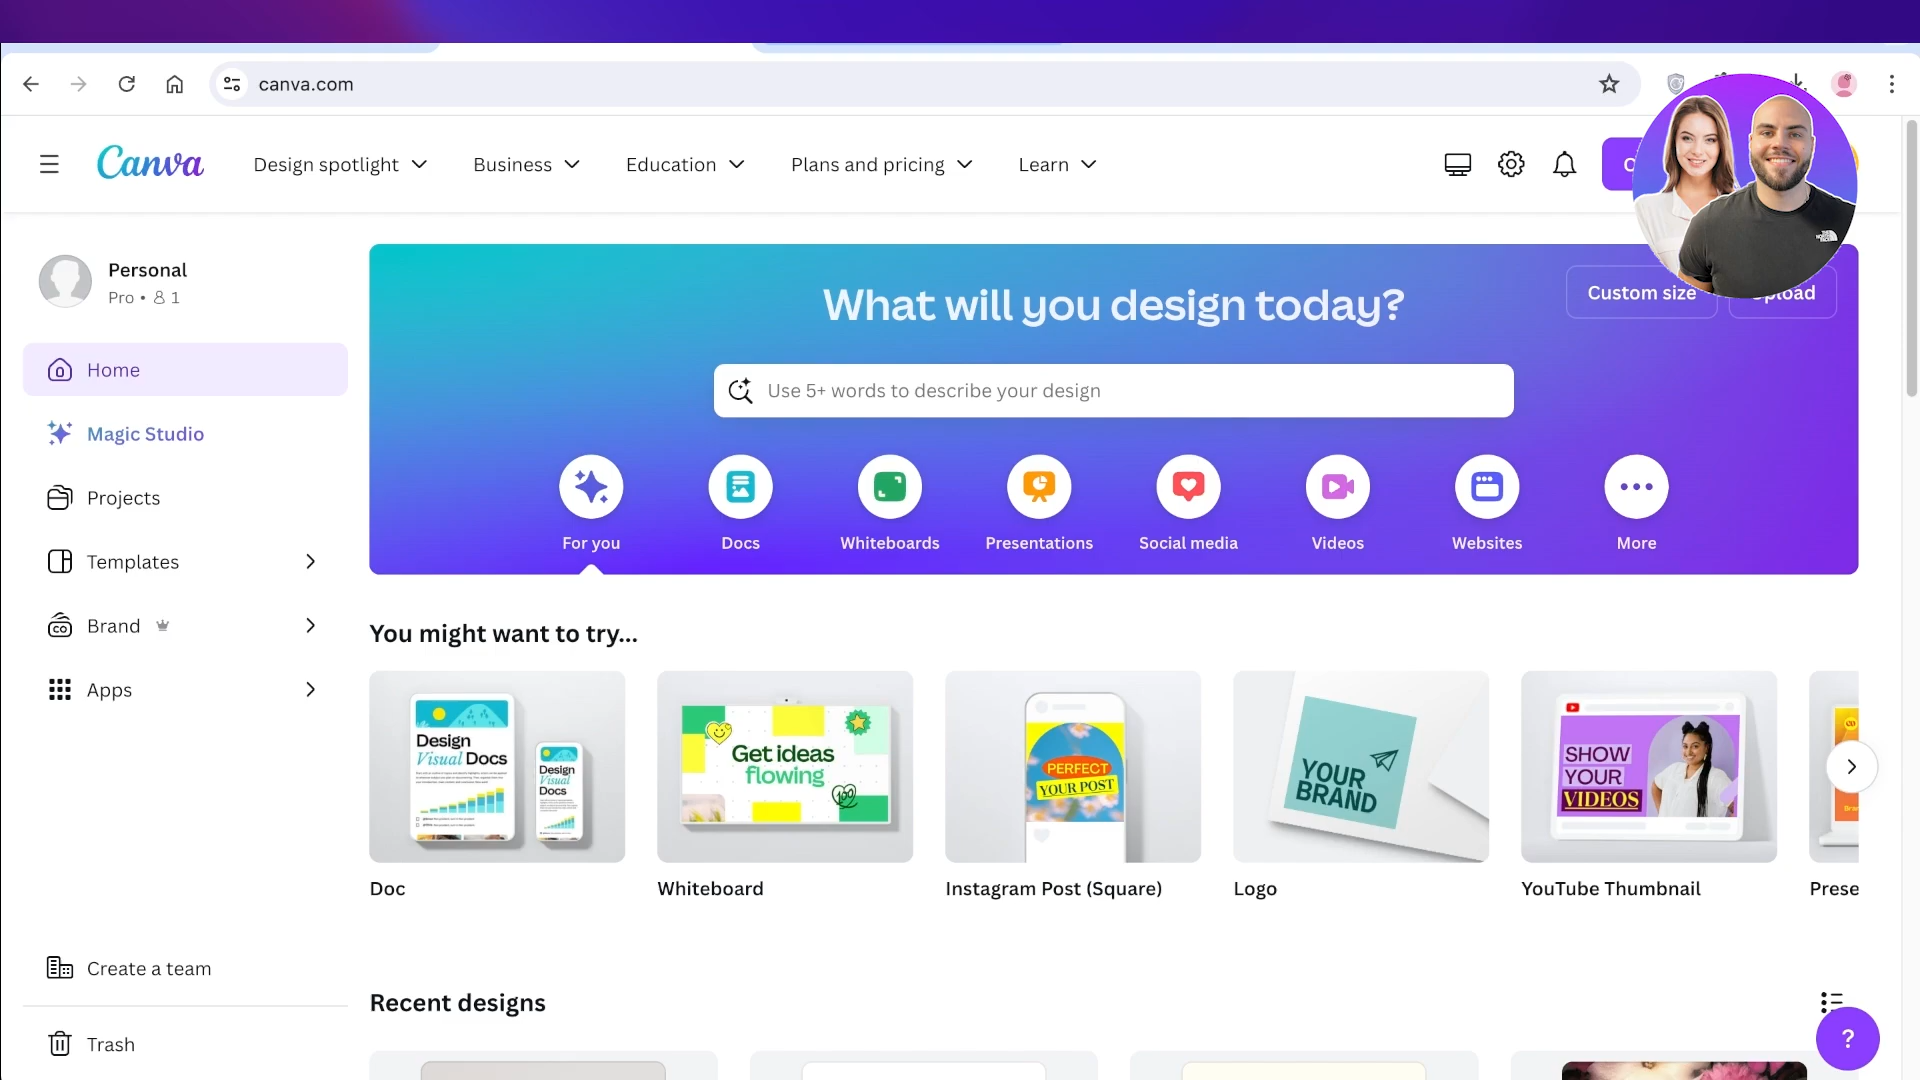 canva.com
Canva
Design spotlight
Business
Education
Plans and pricing
Learn
Personal
Pro • 1
Home
Magic Studio
Projects
Templates
Brand
Apps
Create a team
Trash
What will you design today?
Custom size
Use 5+ words to describe your design
For you
Docs
Whiteboards
Presentations
Social media
Videos
Websites
More
You might want to try...
Design
Visual Docs
Design
Visual
Docs
Get ideas
flowing
100
PERFECT
YOUR POST
YOUR
BRAND
SHOW
YOUR
VIDEOS
Doc
Whiteboard
Instagram Post (Square)
Logo
YouTube Thumbnail
Prese
Recent designs
?